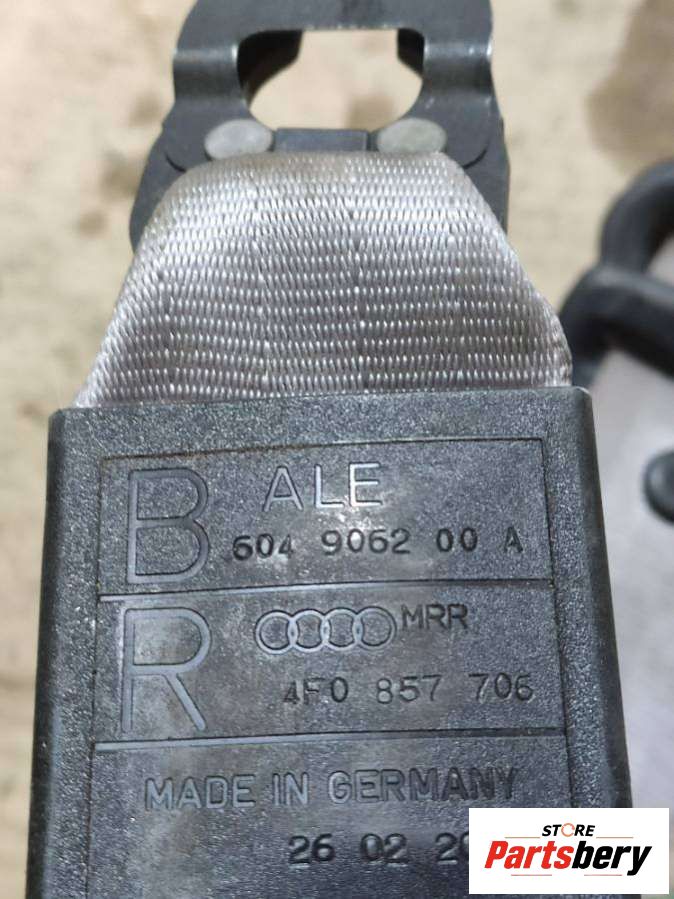 B ALE
604 9062 00 A
R MRR
4F0 857 706
MADE IN GERMANY
26 02
STORE
Partsbery